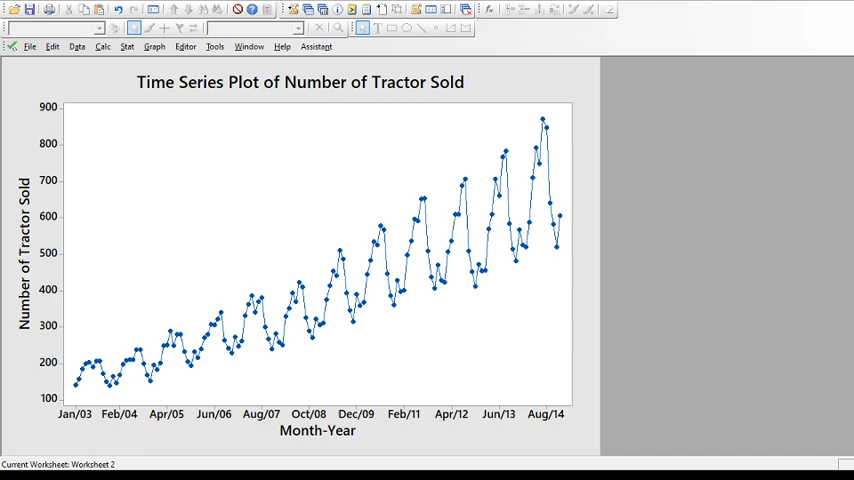 File Edit Data Calc Stat Graph Editor Tools Window Help Assistant
Time Series Plot of Number of Tractor Sold
900
800
700
600
500
400
300
200
100
Number of Tractor Sold
Jan/03 Feb/04 Apr/05 Jun/06 Aug/07 Oct/08 Dec/09 Feb/11 Apr/12 Jun/13 Aug/14
Month-Year
Current Worksheet: Worksheet 2